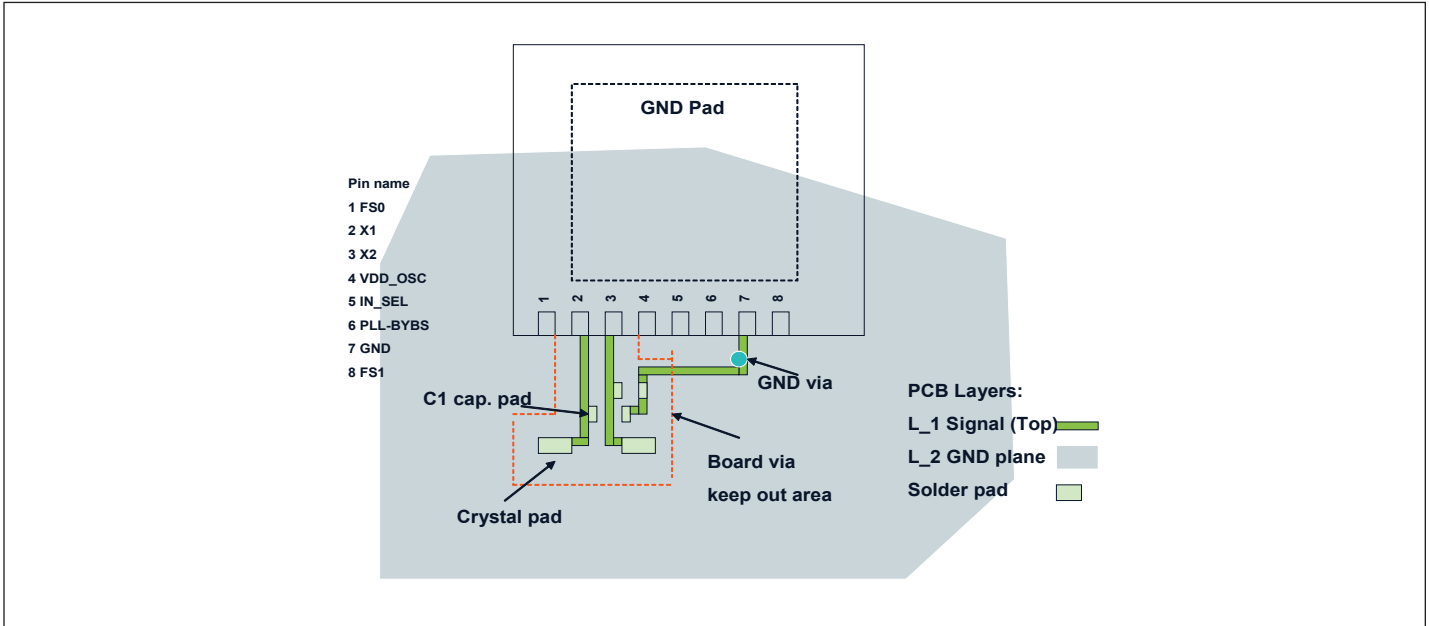 GND Pad
Pin name
1 FS0
2 X1
3 X2
4 VDD_OSC
5 IN_SEL
6 PLL-BYBS
7 GND
8 FS1
1
2
3
4
5
6
7
8
C1 cap. pad
GND via
Board via
keep out area
Crystal pad
PCB Layers:
L_1 Signal (Top)
L_2 GND plane
Solder pad